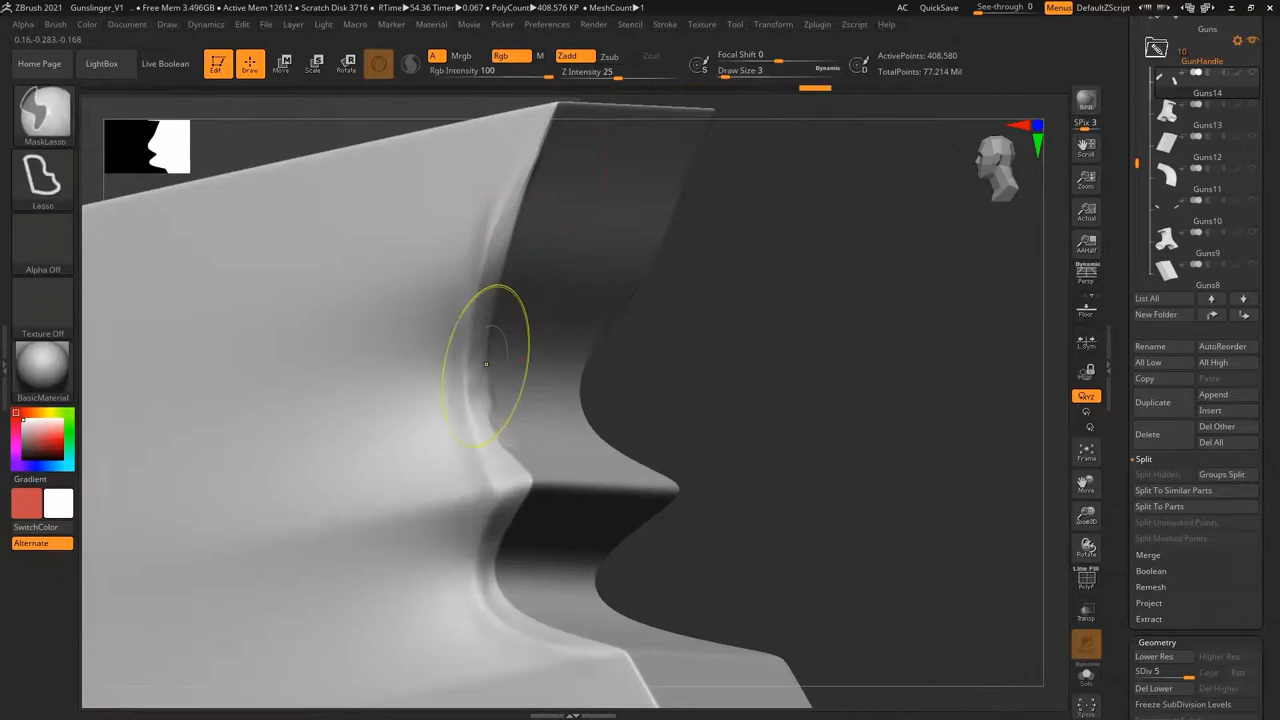 ZBrush 2021 - Gunslinger_V1 • Free Mem 3.496GB • Active Mem 12612 • Scratch Disk 3716 • RTime▶54.36 Timer▶0.067 • PolyCount▶408.576 KP • MeshCount▶1
AC QuickSave See-through 0 Menus DefaultZScript
Alpha Brush Color Document Draw Dynamics Edit File Layer Light Macro Marker Material Movie Picker Preferences Render Stencil Stroke Texture Tool Transform Zplugin Zscript Help
0.16,-0.283,-0.168
Home Page
LightBox
Live Boolean
Edit
Draw
Move
Scale
Rotate
A Mrgb
Rgb M
Rgb Intensity 100
Zadd Zsub Zcut
Z Intensity 25
S
Focal Shift 0
Draw Size 3
Dynamic
D
ActivePoints: 408,580
TotalPoints: 77.214 Mil
MaskLasso
Lasso
Alpha Off
Texture Off
BasicMaterial
Gradient
SwitchColor
Alternate
BPR
SPix 3
Scroll
Zoom
Actual
AAHalf
Dynamic
Persp
Floor
L.Sym
XYZ
Frame
Move
Zoom3D
Rotate
Line Fill
PolyF
Transp
Dynamic
Solo
Xpose
Guns
10
GunHandle
Guns14
Guns13
Guns12
Guns11
Guns10
Guns9
Guns8
List All
New Folder
Rename AutoReorder
All Low All High
Copy Paste
Duplicate
Append
Insert
Delete
Del Other
Del All
Split
Split Hidden Groups Split
Split To Similar Parts
Split To Parts
Split Unmasked Points
Split Masked Points
Merge
Boolean
Remesh
Project
Extract
Geometry
Lower Res Higher Res
SDiv 5 Cage Rstr
Del Lower Del Higher
Freeze SubDivision Levels